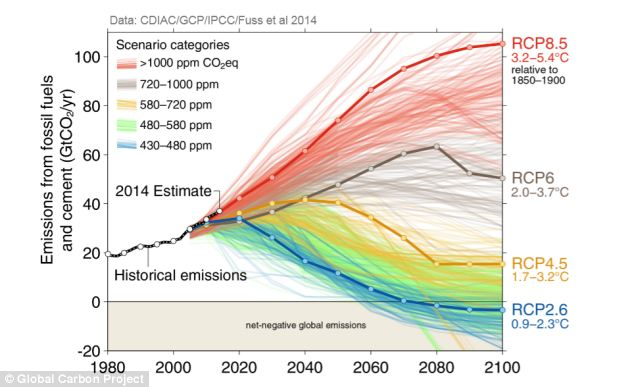 Data: CDIAC/GCP/IPCC/Fuss et al 2014
Emissions from fossil fuels
and cement (GtCO₂/yr)
100
80
60
40
20
0
-20
Scenario categories
>1000 ppm CO₂eq
720–1000 ppm
580–720 ppm
480–580 ppm
430–480 ppm
2014 Estimate
Historical emissions
net-negative global emissions
RCP8.5
3.2–5.4°C
relative to
1850–1900
RCP6
2.0–3.7°C
RCP4.5
1.7–3.2°C
RCP2.6
0.9–2.3°C
1980 2000 2020 2040 2060 2080 2100
© Global Carbon Project